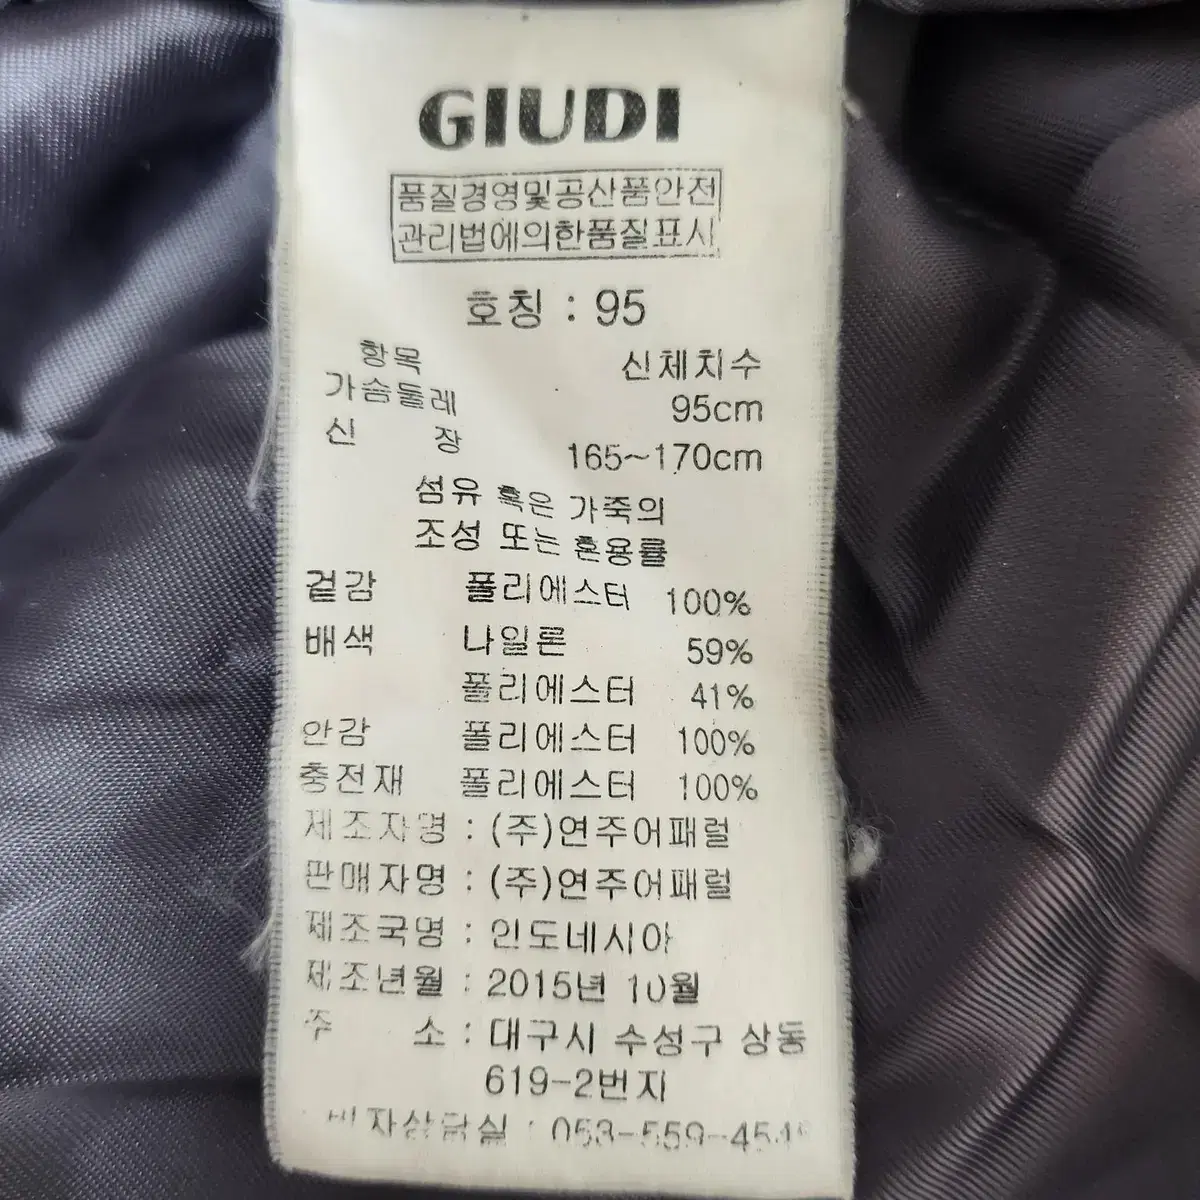 GIUDI
품질경영및공산품안전
관리법에의한품질표시
호칭 : 95
항목 신체치수
가슴둘레 95cm
신 장 165~170cm
섬유 혹은 가죽의
조성 또는 혼용률
겉감 폴리에스터 100%
배색 나일론 59%
폴리에스터 41%
안감 폴리에스터 100%
충전재 폴리에스터 100%
제조자명 : (주)연주어패럴
판매자명 : (주)연주어패럴
제조국명 : 인도네시아
제조년월 : 2015년 10월
주 소 : 대구시 수성구 상동
619-2번지
비자상담실 :